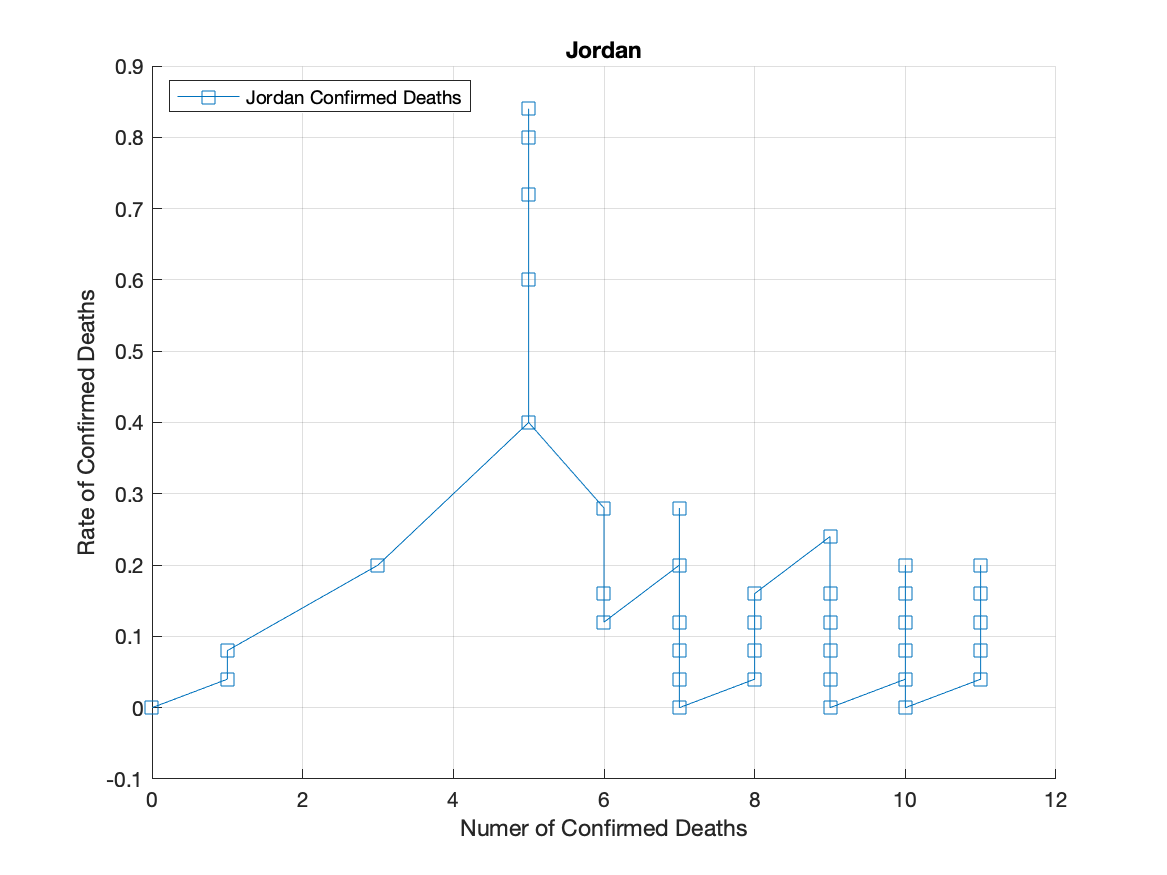 Jordan
Jordan Confirmed Deaths
Rate of Confirmed Deaths
0.9
0.8
0.7
0.6
0.5
0.4
0.3
0.2
0.1
0
-0.1
0 2 4 6 8 10 12
Numer of Confirmed Deaths